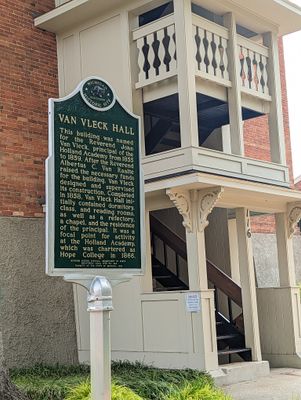 VAN VLECK HALL
This building was named
for the Reverend John
Van Vleck, principal of the
Holland Academy from 1855
to 1859. After the Reverend
Albertus C. Van Raalte
raised the necessary funds
for the building, Van Vleck
designed and supervised
its construction. Completed
in 1858, Van Vleck Hall ini-
tially contained dormitory,
class, and reading rooms,
as well as a refectory,
a chapel, and the residence
of the principal. It was a
focal point for activity
at the Holland Academy,
which was chartered as
Hope College in 1866.